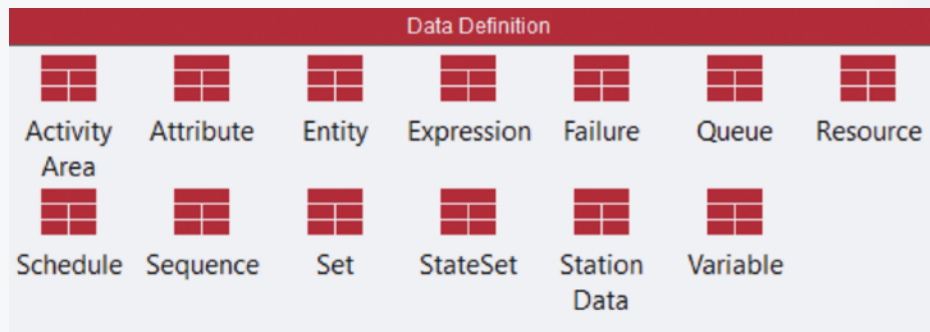 Data Definition
Activity Area Attribute Entity Expression Failure Queue Resource
Schedule Sequence Set StateSet Station Data Variable